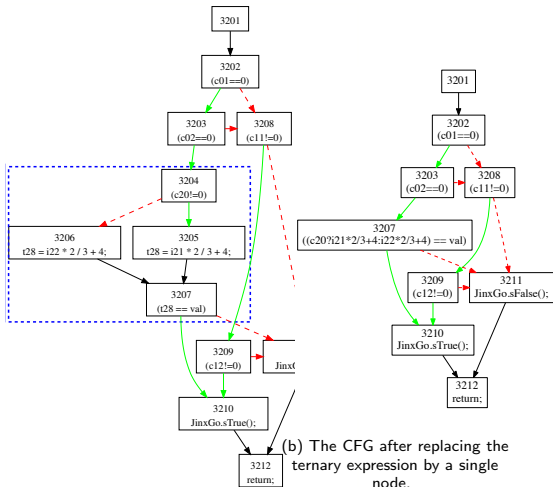 3201
3202
(c01==0)
3203
(c02==0)
3208
(c11!=0)
3204
(c20!=0)
3206
t28 = i22 * 2 / 3 + 4;
3205
t28 = i21 * 2 / 3 + 4;
3207
(t28 == val)
3209
(c12!=0)
3210
JinxGo.sTrue();
3212
return;
3201
3202
(c01==0)
3203
(c02==0)
3208
(c11!=0)
3207
((c20?i21*2/3+4:i22*2/3+4) == val)
3209
(c12!=0)
3211
JinxGo.sFalse();
3210
JinxGo.sTrue();
3212
return;
(b) The CFG after replacing the
ternary expression by a single
node.